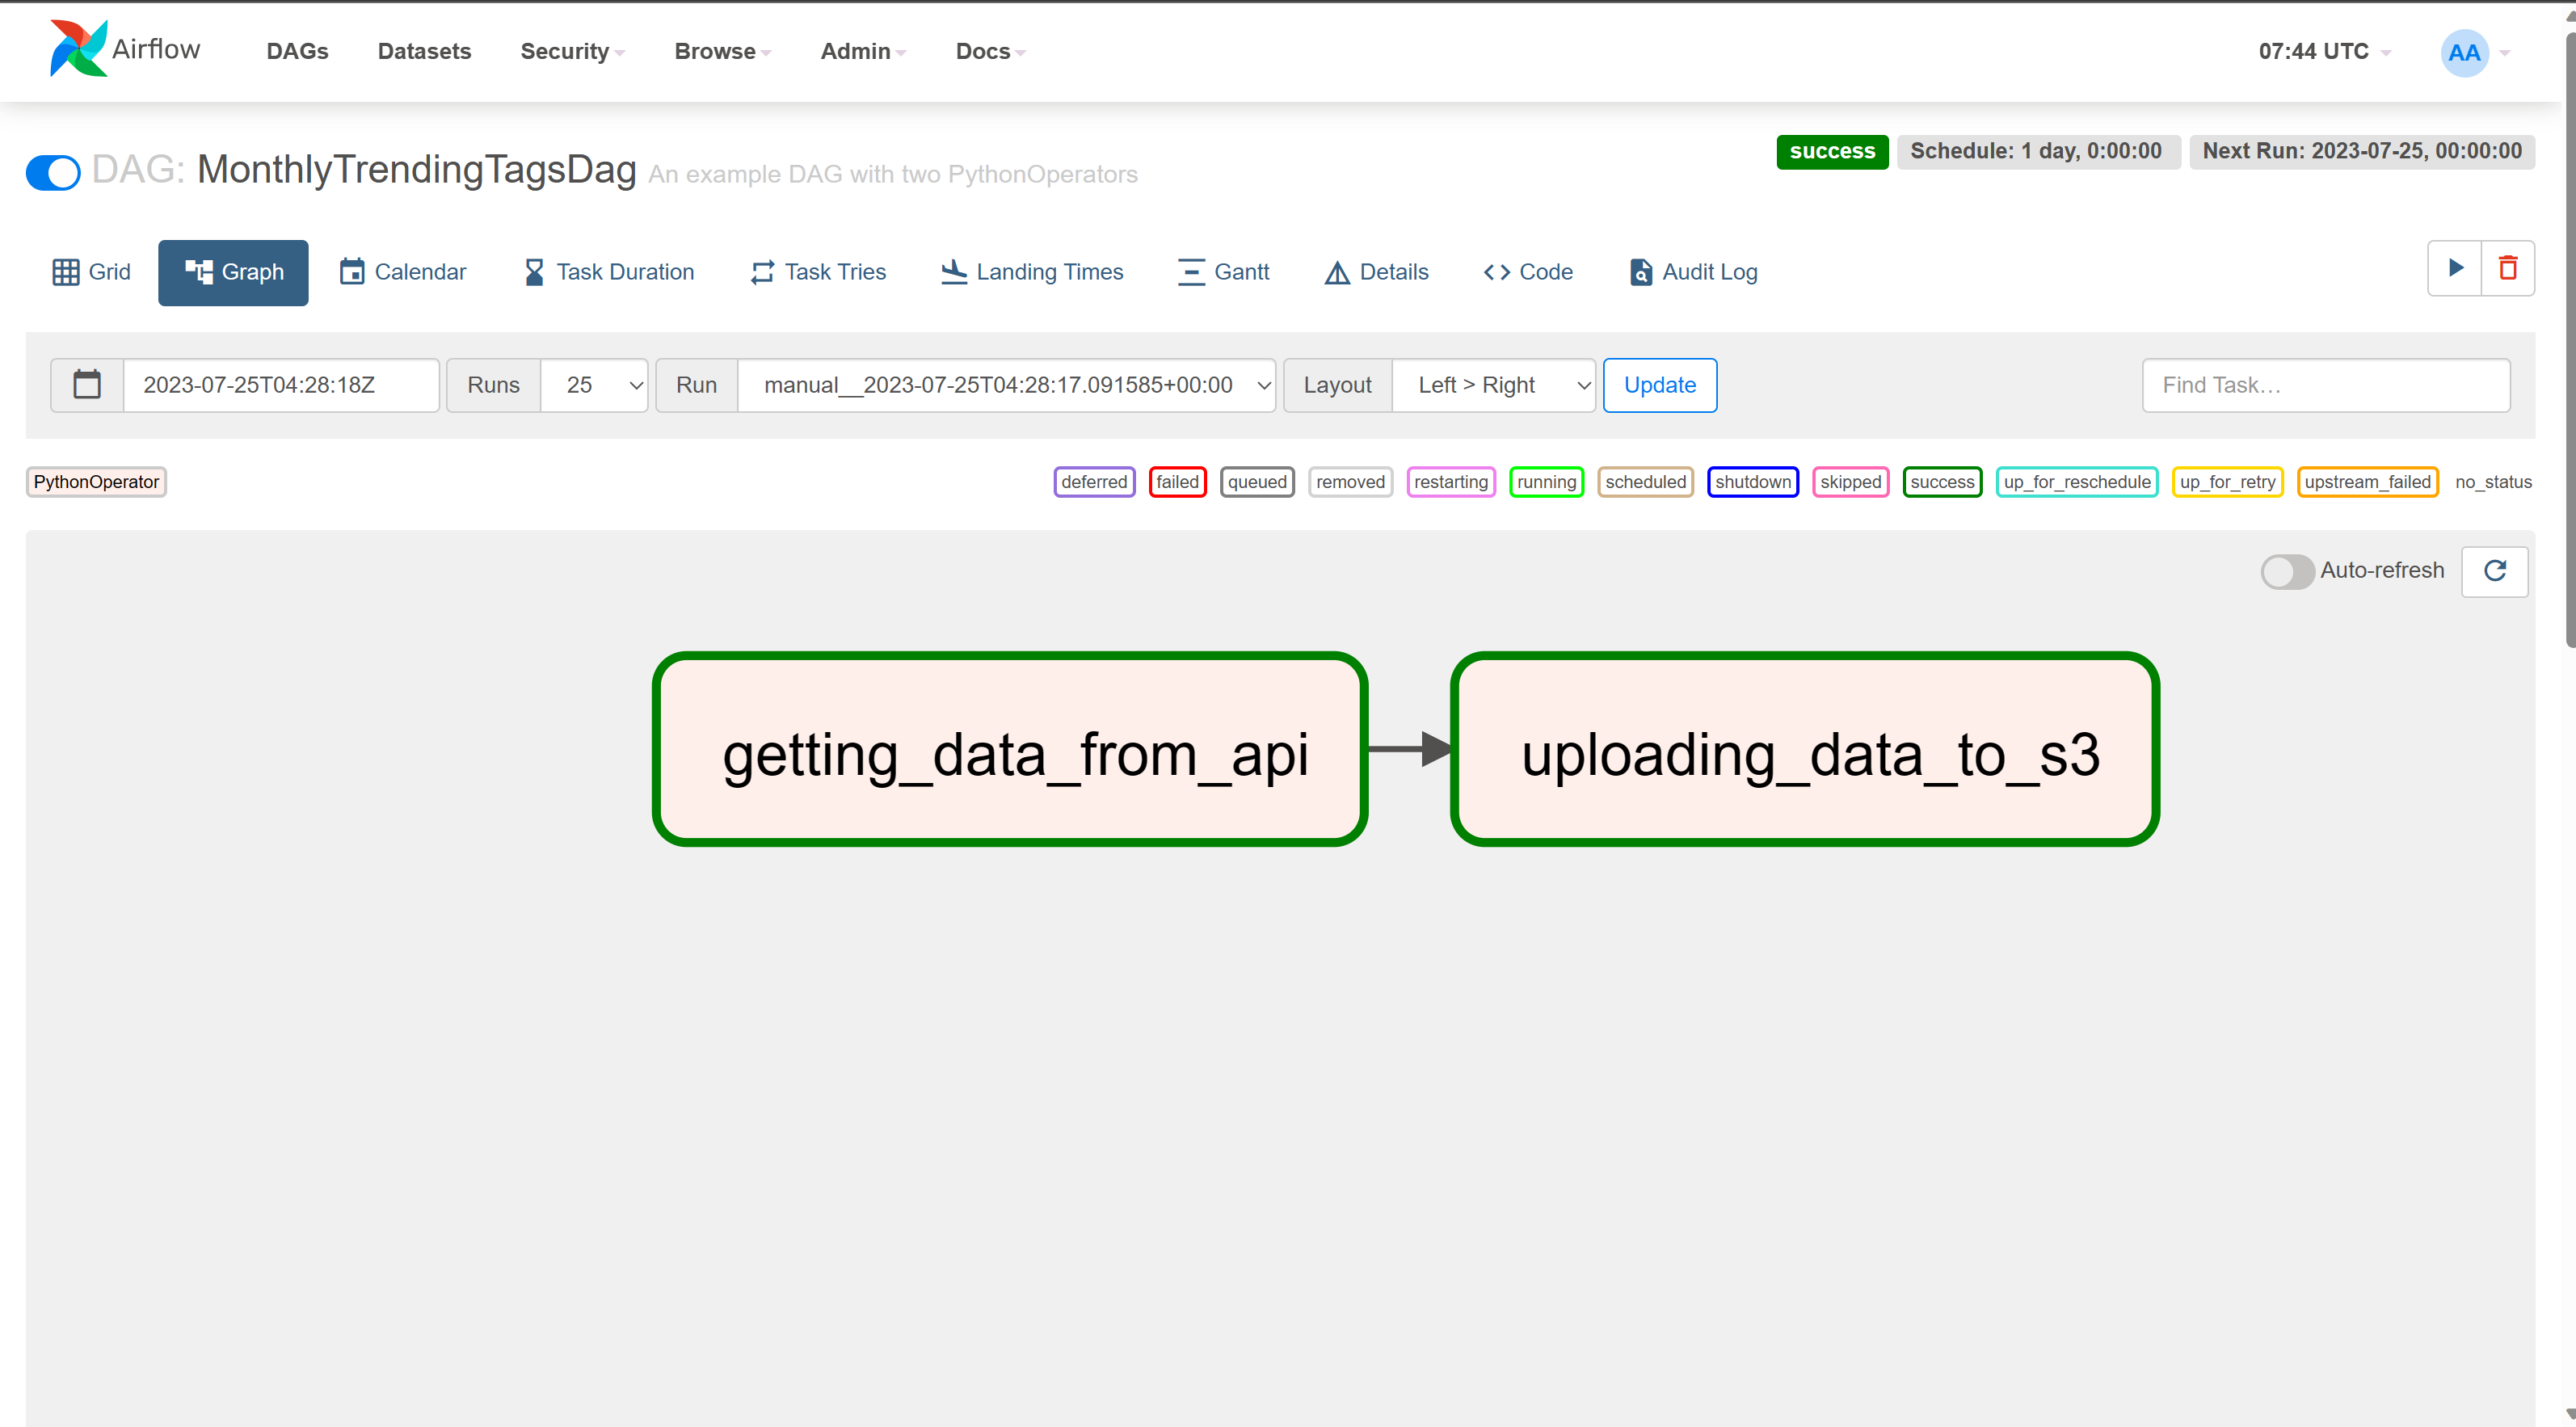 Airflow DAGs Datasets Security Browse Admin Docs 07:44 UTC AA
success Schedule: 1 day, 0:00:00 Next Run: 2023-07-25, 00:00:00
DAG: MonthlyTrendingTagsDag An example DAG with two PythonOperators
Grid Graph Calendar Task Duration Task Tries Landing Times Gantt Details Code Audit Log
2023-07-25T04:28:18Z Runs 25 Run manual__2023-07-25T04:28:17.091585+00:00 Layout Left > Right Update Find Task…
PythonOperator deferred failed queued removed restarting running scheduled shutdown skipped success up_for_reschedule up_for_retry upstream_failed no_status
Auto-refresh
getting_data_from_api uploading_data_to_s3